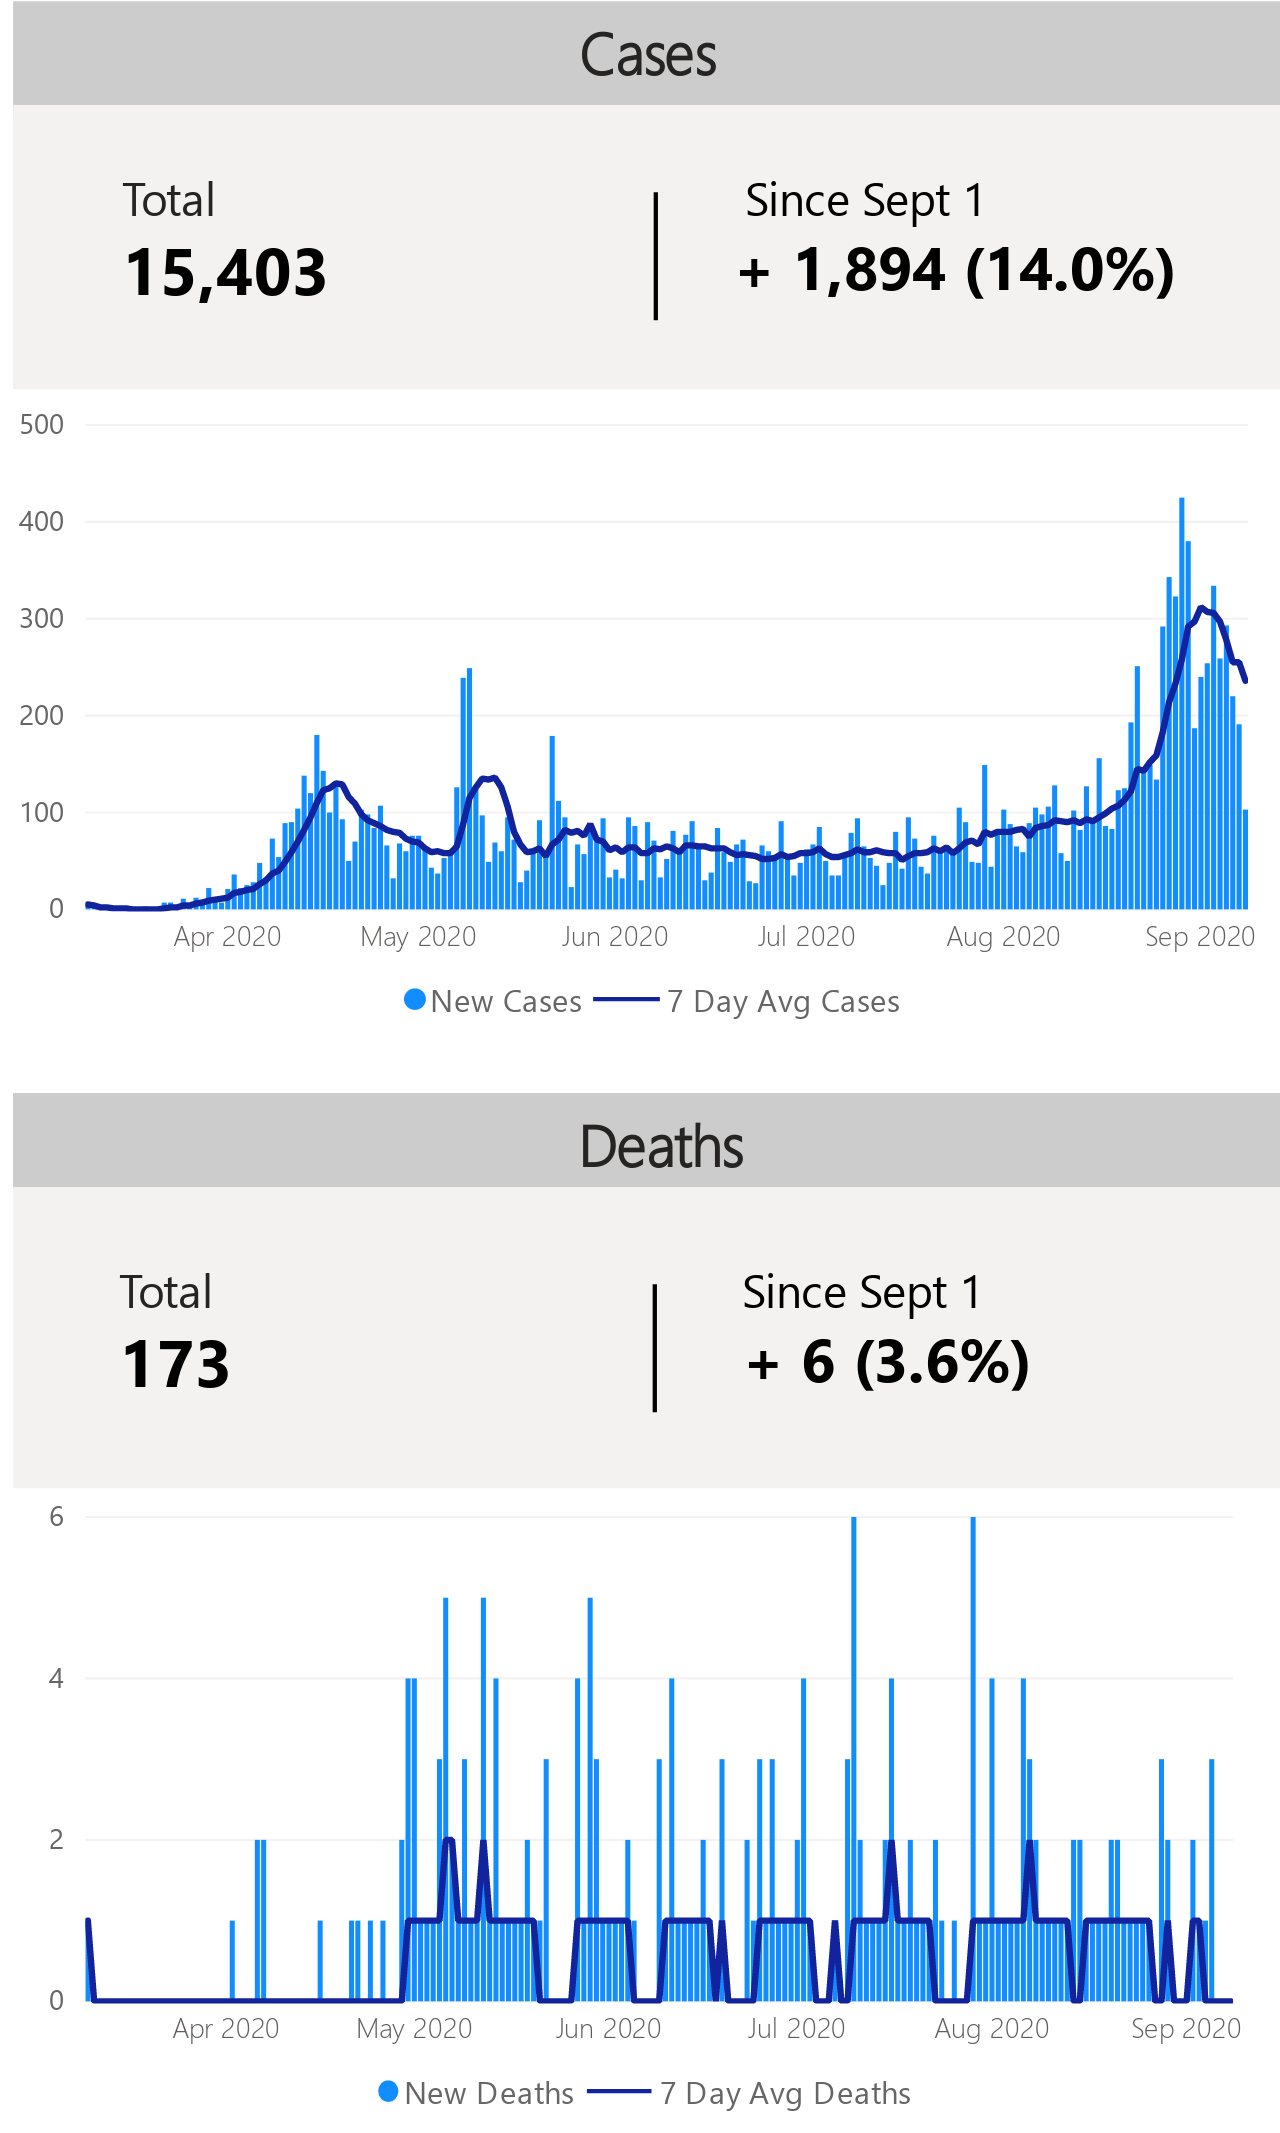 Cases
Total
Since Sept 1
15,403
+ 1,894 (14.0%)
500
400
300
200
100
0
Apr 2020 May 2020 Jun 2020 Jul 2020 Aug 2020 Sep 2020
New Cases 7 Day Avg Cases
Deaths
Total
Since Sept 1
173
+ 6 (3.6%)
6
4
2
0
Apr 2020 May 2020 Jun 2020 Jul 2020 Aug 2020 Sep 2020
New Deaths 7 Day Avg Deaths